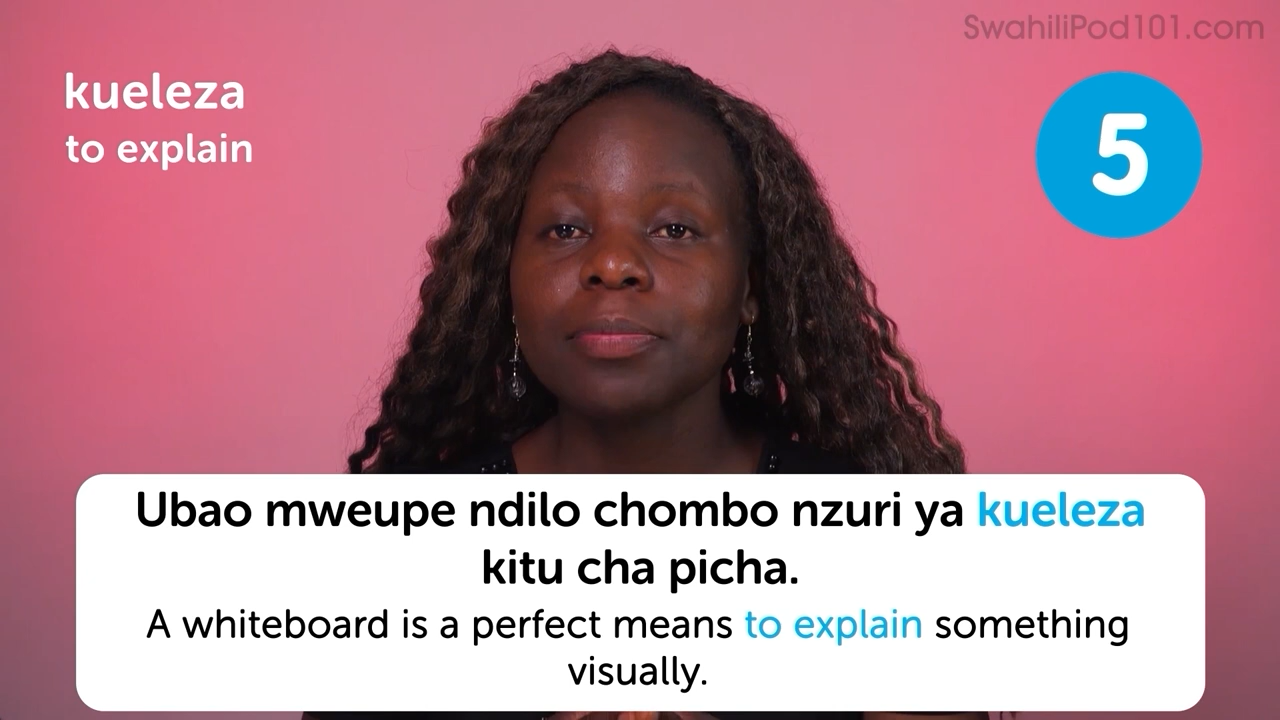 SwahiliPod101.com
kueleza
to explain
5
Ubao mweupe ndilo chombo nzuri ya kueleza
kitu cha picha.
A whiteboard is a perfect means to explain something
visually.